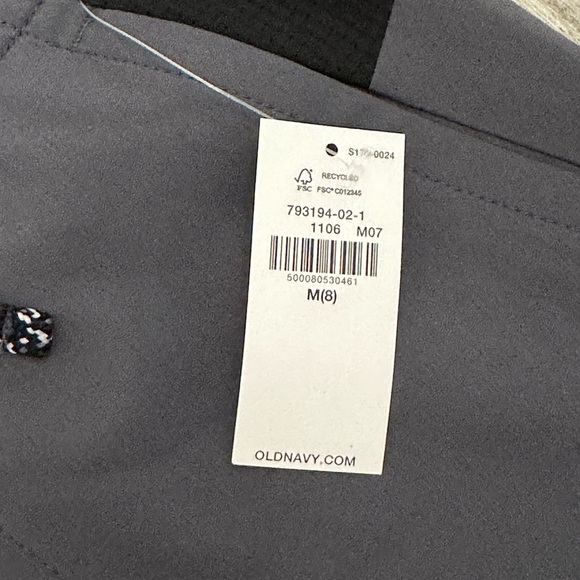 RECYCLED
FSC FSC® C012345
793194-02-1
1106 M07
500080530461
M(8)
OLDNAVY.COM